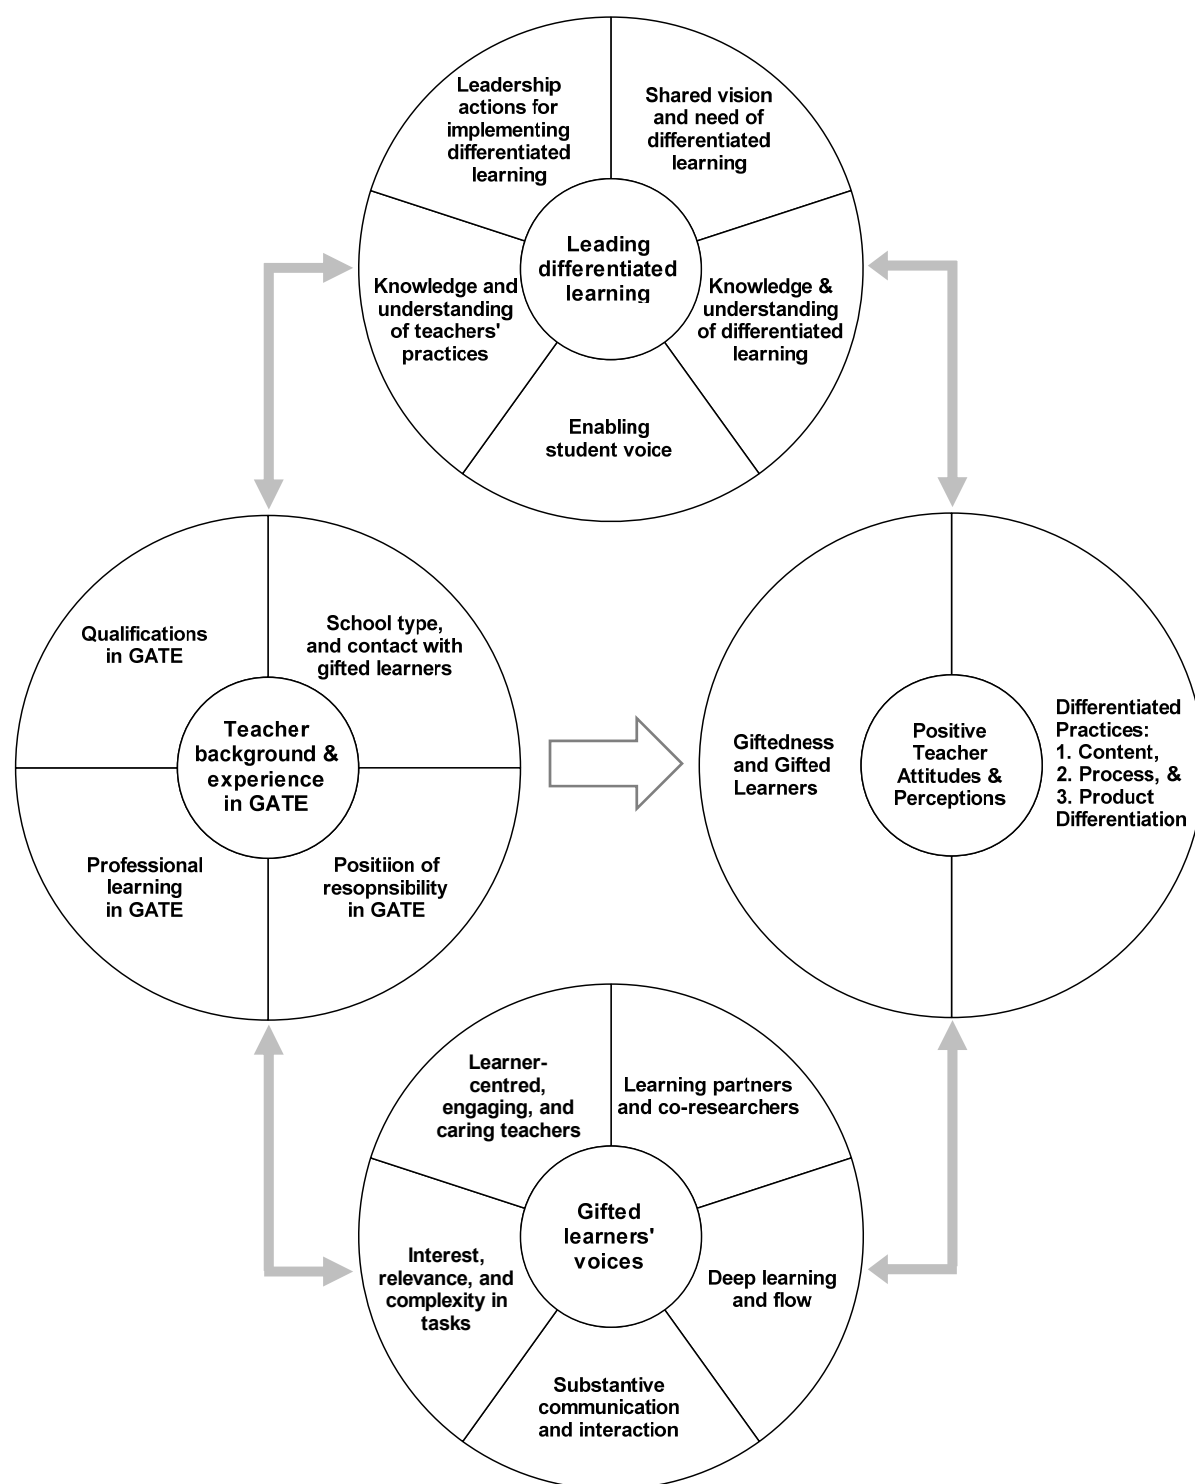 Leadership
actions for
implementing
differentiated
learning
Shared vision
and need of
differentiated
learning
Leading
differentiated
learning
Knowledge and
understanding
of teachers'
practices
Knowledge &
understanding
of differentiated
learning
Enabling
student voice
Qualifications
in GATE
School type,
and contact with
gifted learners
Teacher
background &
experience
in GATE
Professional
learning
in GATE
Positiion of
resopnsibility
in GATE
Giftedness
and Gifted
Learners
Positive
Teacher
Attitudes &
Perceptions
Differentiated
Practices:
1. Content,
2. Process, &
3. Product
Differentiation
Learner-
centred,
engaging, and
caring teachers
Learning partners
and co-researchers
Gifted
learners'
voices
Interest,
relevance, and
complexity in
tasks
Deep learning
and flow
Substantive
communication
and interaction